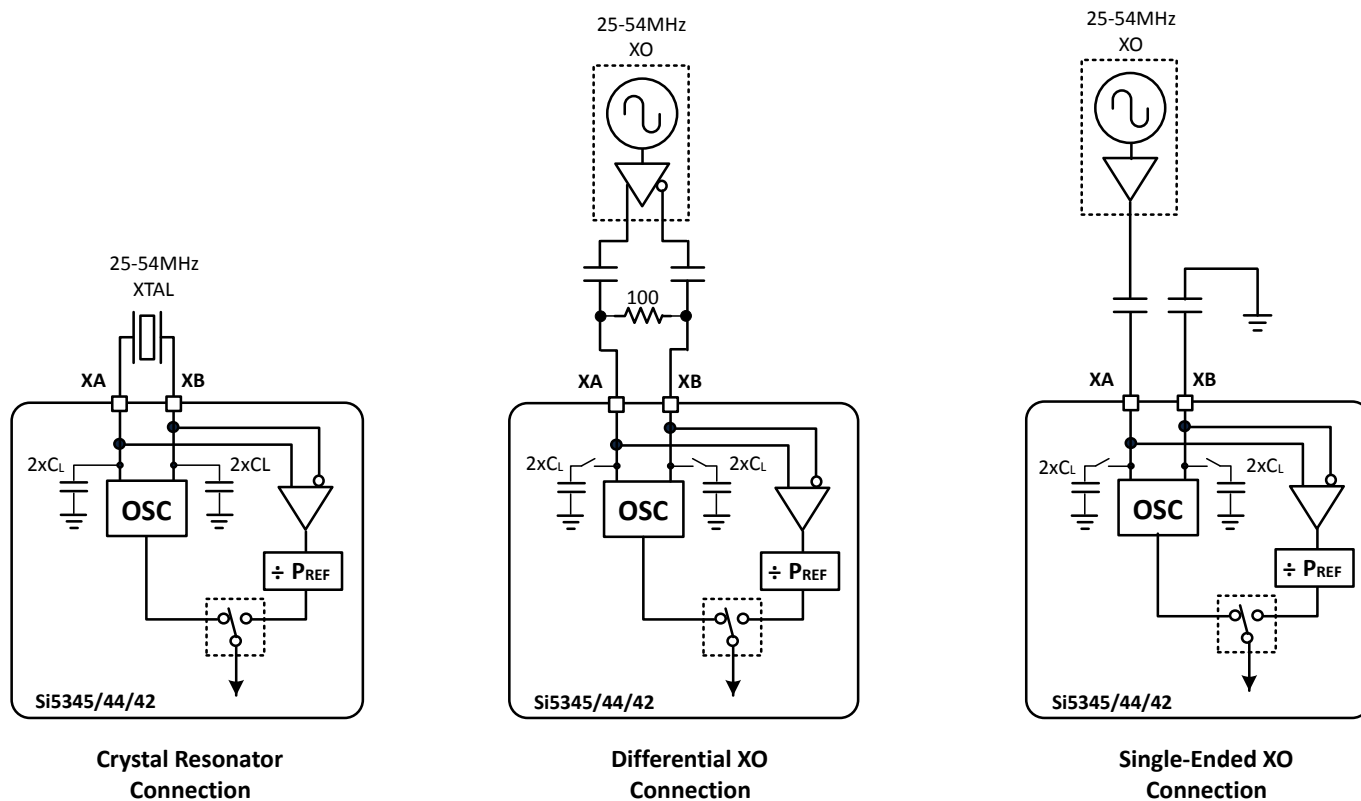 25-54MHz
XTAL
XA
XB
2xCL
2xCL
OSC
÷ PREF
Si5345/44/42
Crystal Resonator
Connection
25-54MHz
XO
100
XA
XB
2xCL
2xCL
OSC
÷ PREF
Si5345/44/42
Differential XO
Connection
25-54MHz
XO
XA
XB
2xCL
2xCL
OSC
÷ PREF
Si5345/44/42
Single-Ended XO
Connection